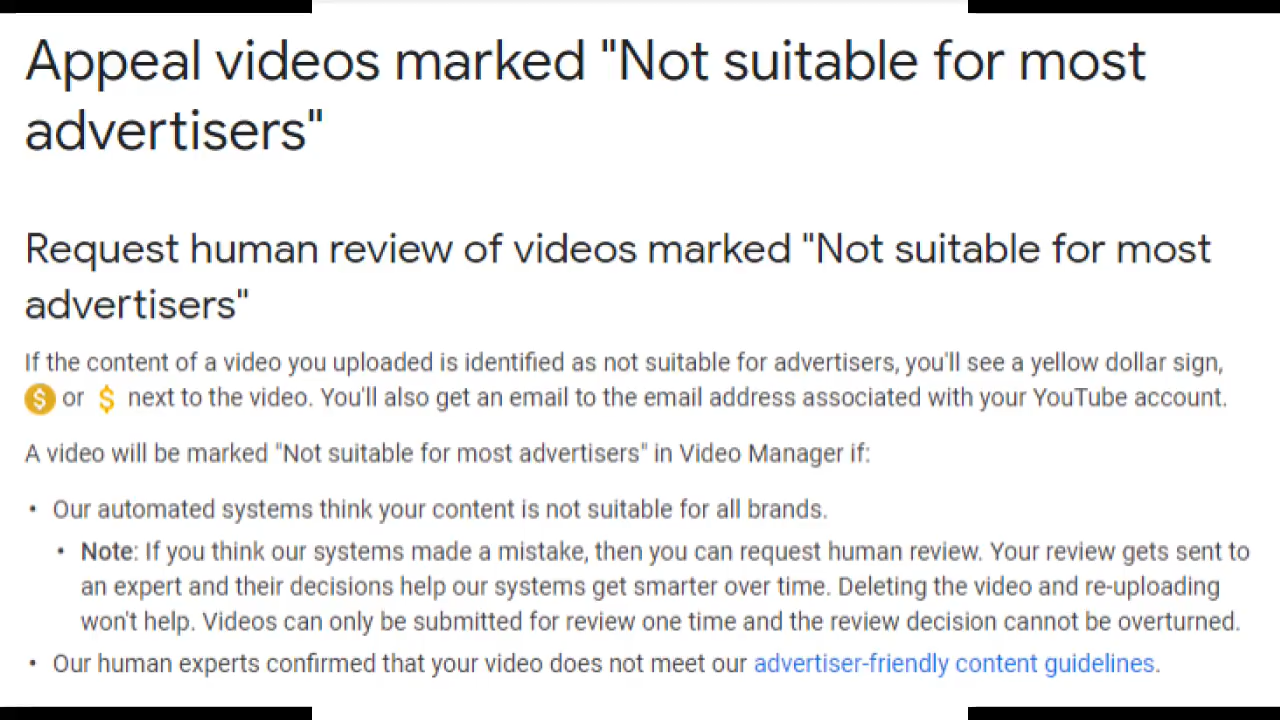 Appeal videos marked "Not suitable for most
advertisers"
Request human review of videos marked "Not suitable for most
advertisers"
If the content of a video you uploaded is identified as not suitable for advertisers, you'll see a yellow dollar sign,
$ or $ next to the video. You'll also get an email to the email address associated with your YouTube account.
A video will be marked "Not suitable for most advertisers" in Video Manager if:
• Our automated systems think your content is not suitable for all brands.
• Note: If you think our systems made a mistake, then you can request human review. Your review gets sent to
an expert and their decisions help our systems get smarter over time. Deleting the video and re-uploading
won't help. Videos can only be submitted for review one time and the review decision cannot be overturned.
• Our human experts confirmed that your video does not meet our advertiser-friendly content guidelines.